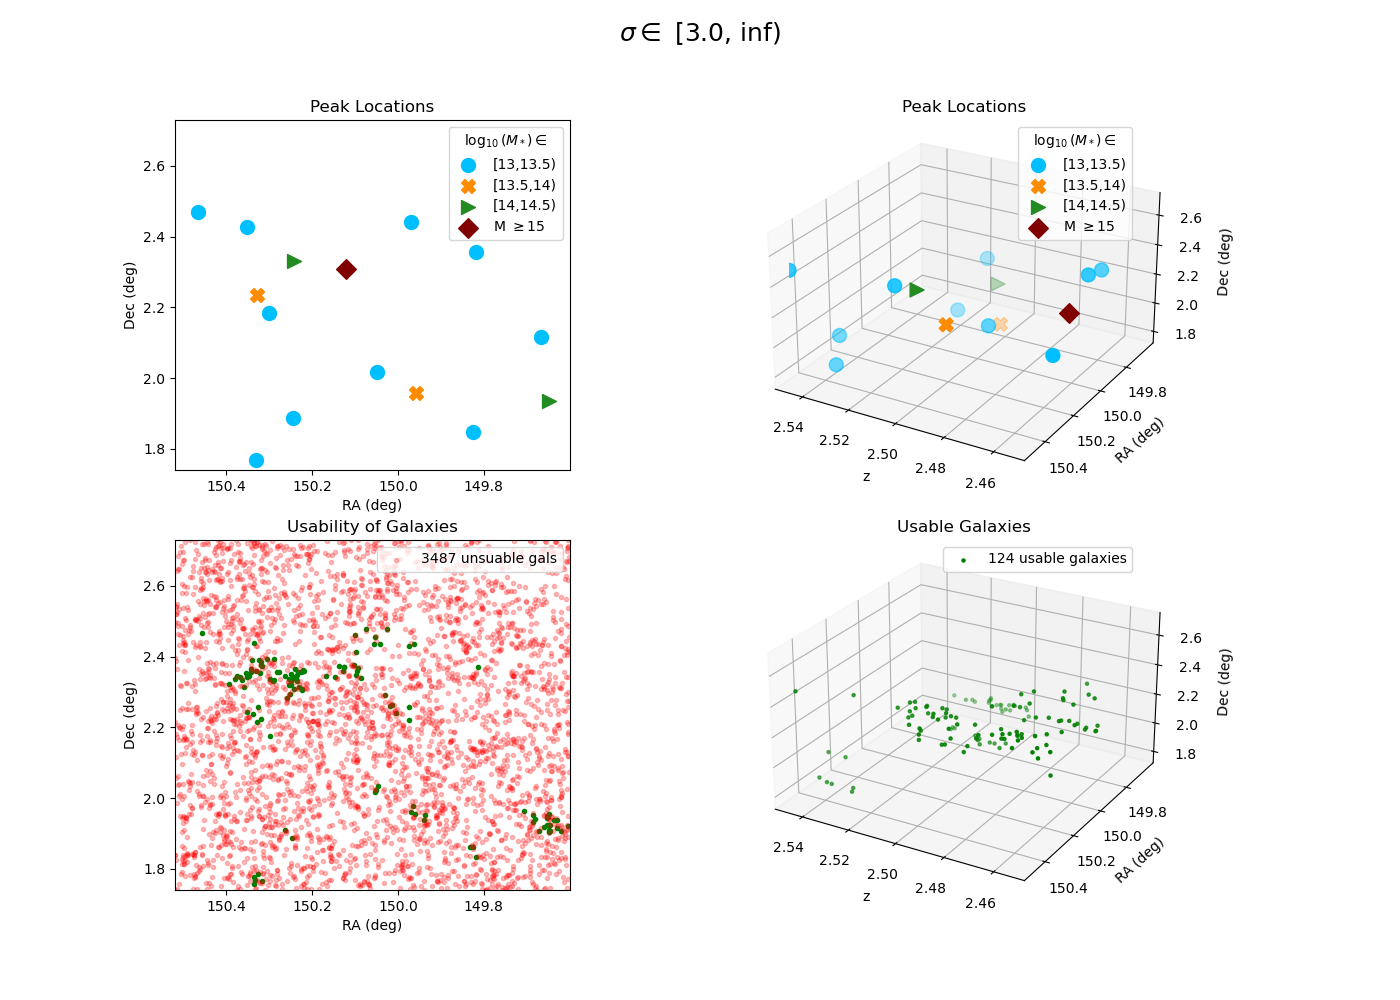 σ ∈ [3.0, inf)
Peak Locations
log₁₀(M*) ∈
[13,13.5)
[13.5,14)
[14,14.5)
M ≥15
2.6
2.4
2.2
2.0
1.8
Dec (deg)
150.4 150.2 150.0 149.8
RA (deg)
Peak Locations
log₁₀(M*) ∈
[13,13.5)
[13.5,14)
[14,14.5)
M ≥15
2.6
2.4
2.2
2.0
1.8
Dec (deg)
149.8
150.0
150.2
150.4
RA (deg)
2.54
2.52
2.50
2.48
2.46
z
Usability of Galaxies
3487 unsuable gals
2.6
2.4
2.2
2.0
1.8
Dec (deg)
150.4 150.2 150.0 149.8
RA (deg)
Usable Galaxies
124 usable galaxies
2.6
2.4
2.2
2.0
1.8
Dec (deg)
149.8
150.0
150.2
150.4
RA (deg)
2.54
2.52
2.50
2.48
2.46
z